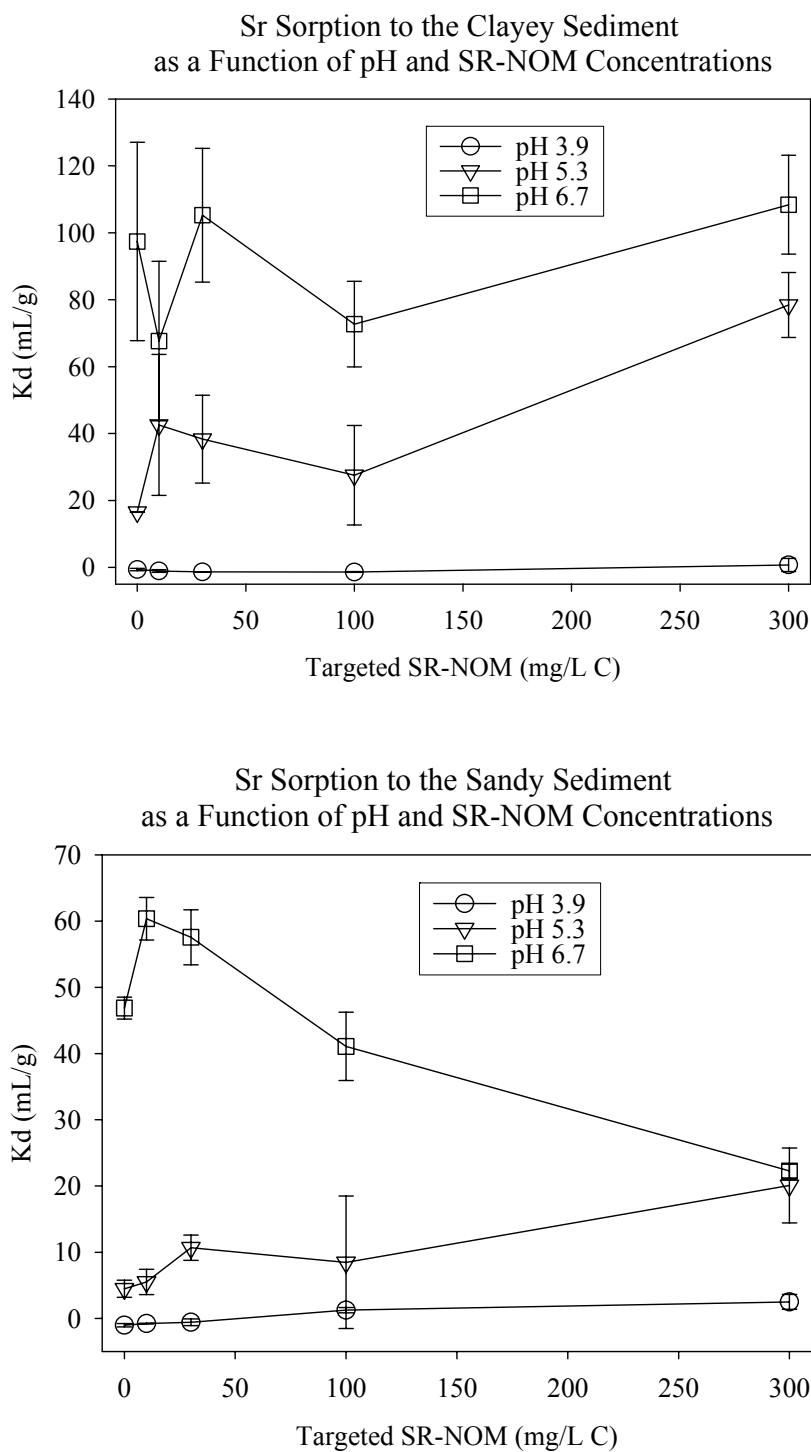 Sr Sorption to the Clayey Sediment
as a Function of pH and SR-NOM Concentrations
140
120
100
80
60
40
20
0
Kd (mL/g)
pH 3.9
pH 5.3
pH 6.7
0 50 100 150 200 250 300
Targeted SR-NOM (mg/L C)
Sr Sorption to the Sandy Sediment
as a Function of pH and SR-NOM Concentrations
70
60
50
40
30
20
10
0
Kd (mL/g)
pH 3.9
pH 5.3
pH 6.7
0 50 100 150 200 250 300
Targeted SR-NOM (mg/L C)